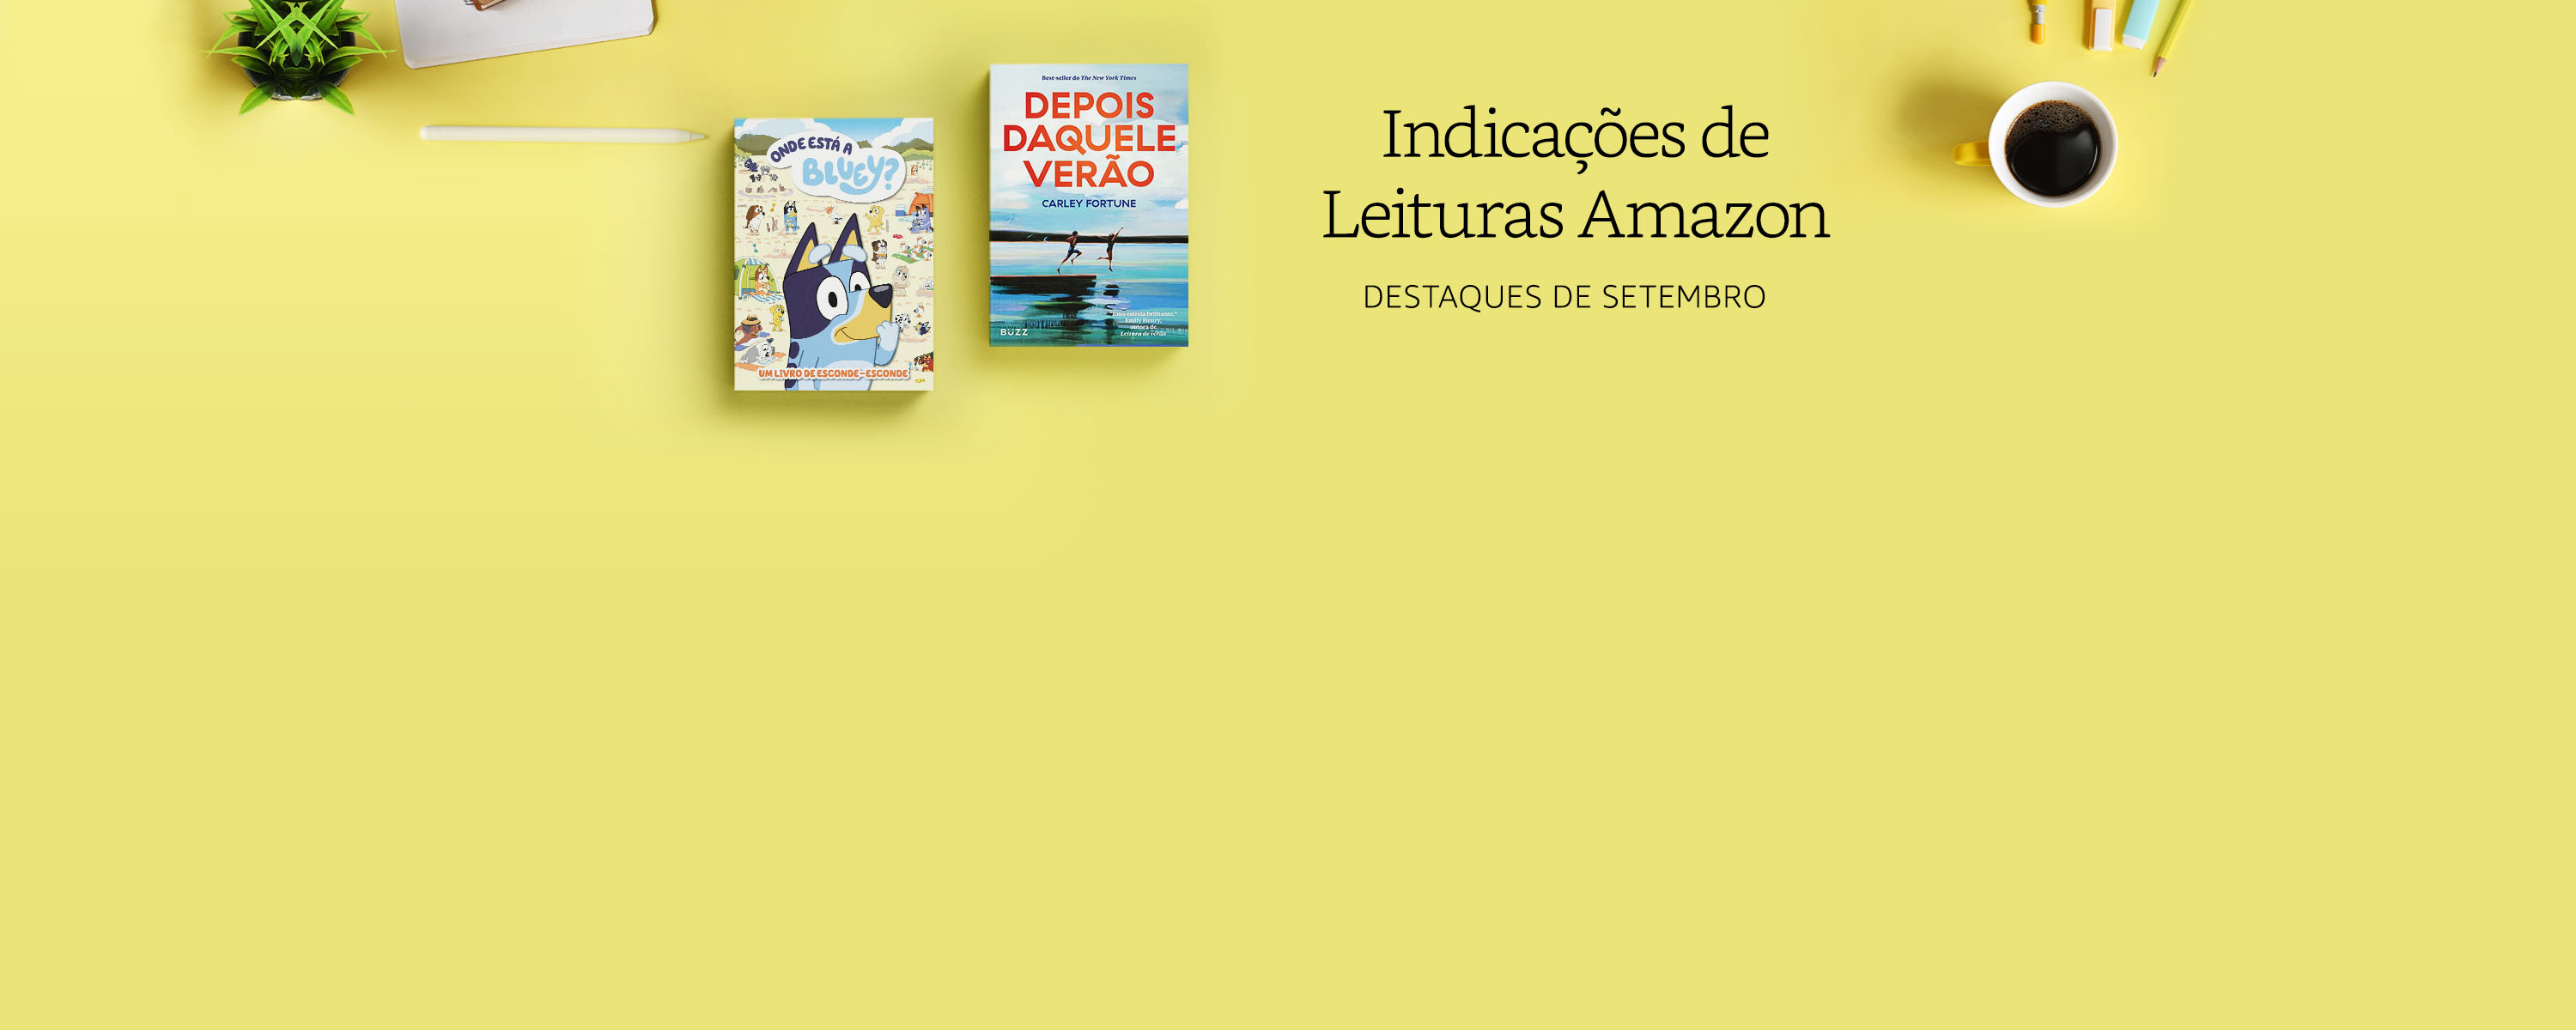 ONDE ESTÁ A
BLUEY?
UM LIVRO DE ESCONDE-ESCONDE
Best-seller do The New York Times
DEPOIS
DAQUELE
VERÃO
CARLEY FORTUNE
"Uma estreia brilhante."
Emily Henry,
autora de
Leitura de verão
BUZZ
Indicações de
Leituras Amazon
DESTAQUES DE SETEMBRO